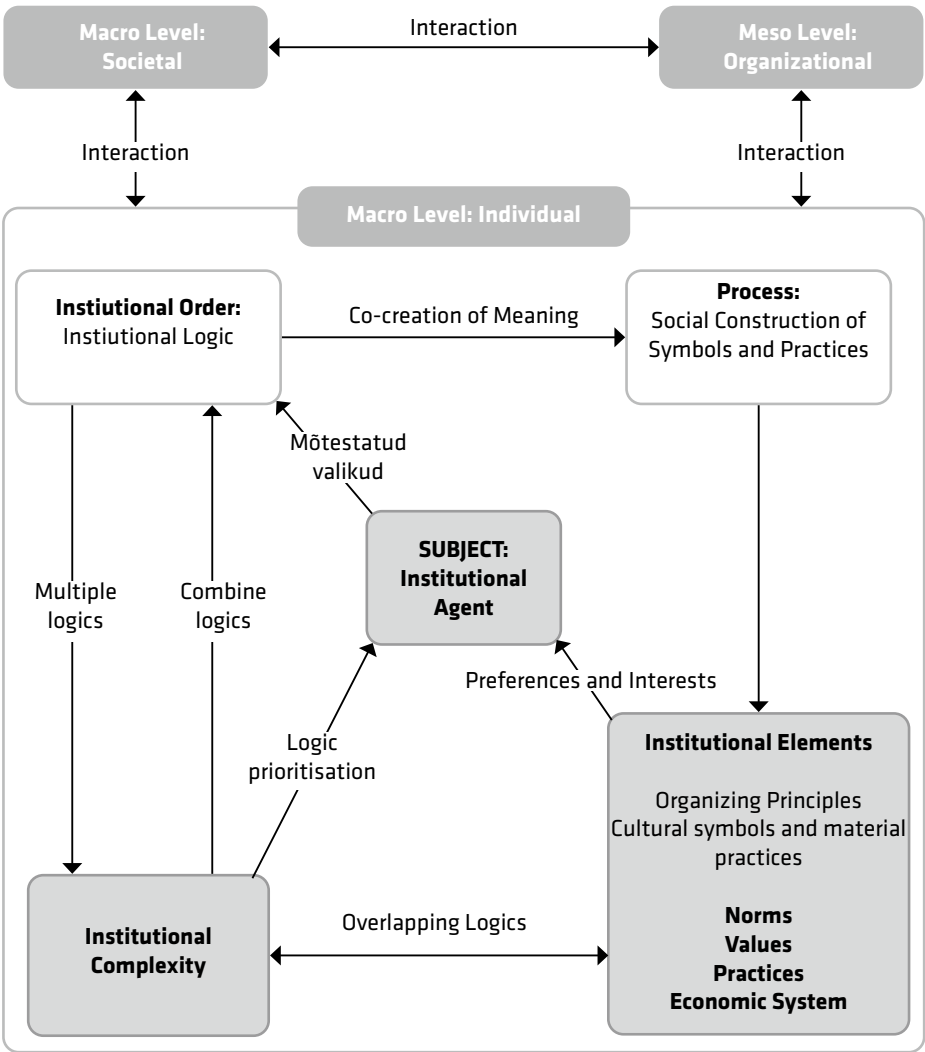 Macro Level:
Societal
Interaction
Meso Level:
Organizational
Interaction
Interaction
Macro Level: Individual
Instiutional Order:
Instiutional Logic
Co-creation of Meaning
Process:
Social Construction of
Symbols and Practices
Mõtestatud
valikud
SUBJECT:
Institutional
Agent
Multiple
logics
Combine
logics
Preferences and Interests
Logic
prioritisation
Institutional Elements
Organizing Principles
Cultural symbols and material
practices
Norms
Values
Practices
Economic System
Overlapping Logics
Institutional
Complexity